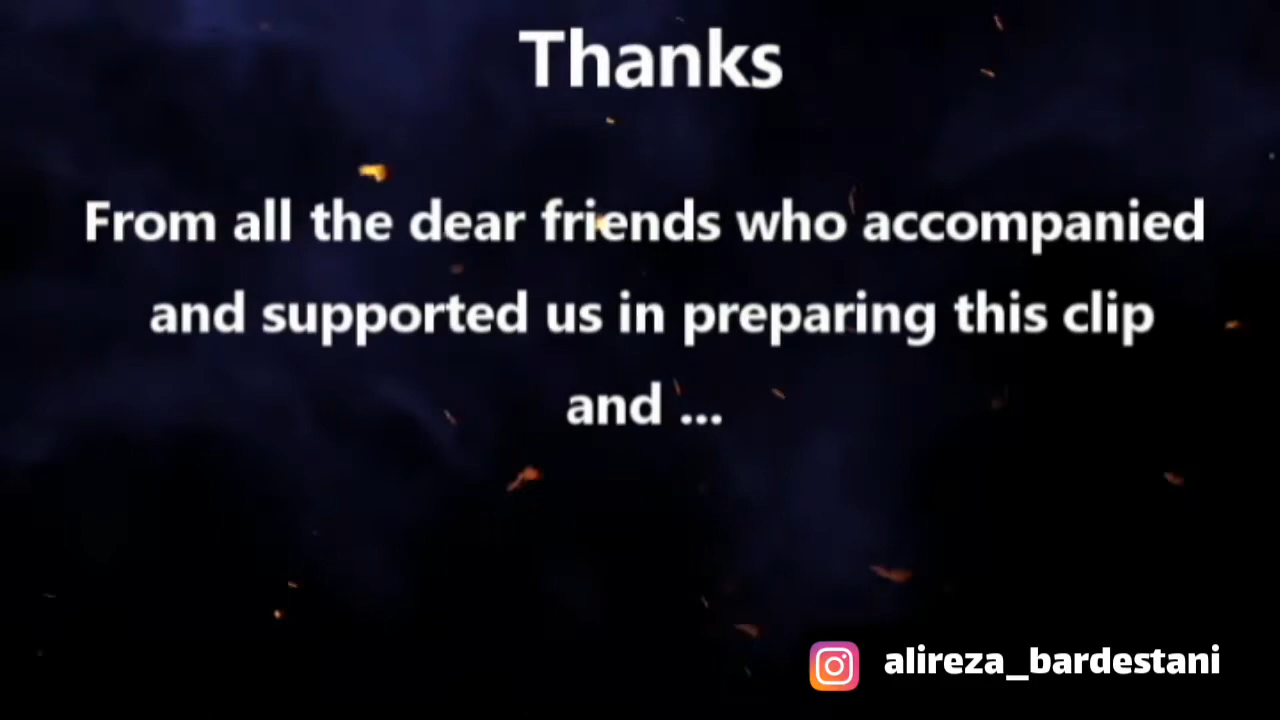 Thanks
From all the dear friends who accompanied
and supported us in preparing this clip
and ...
alireza_bardestani